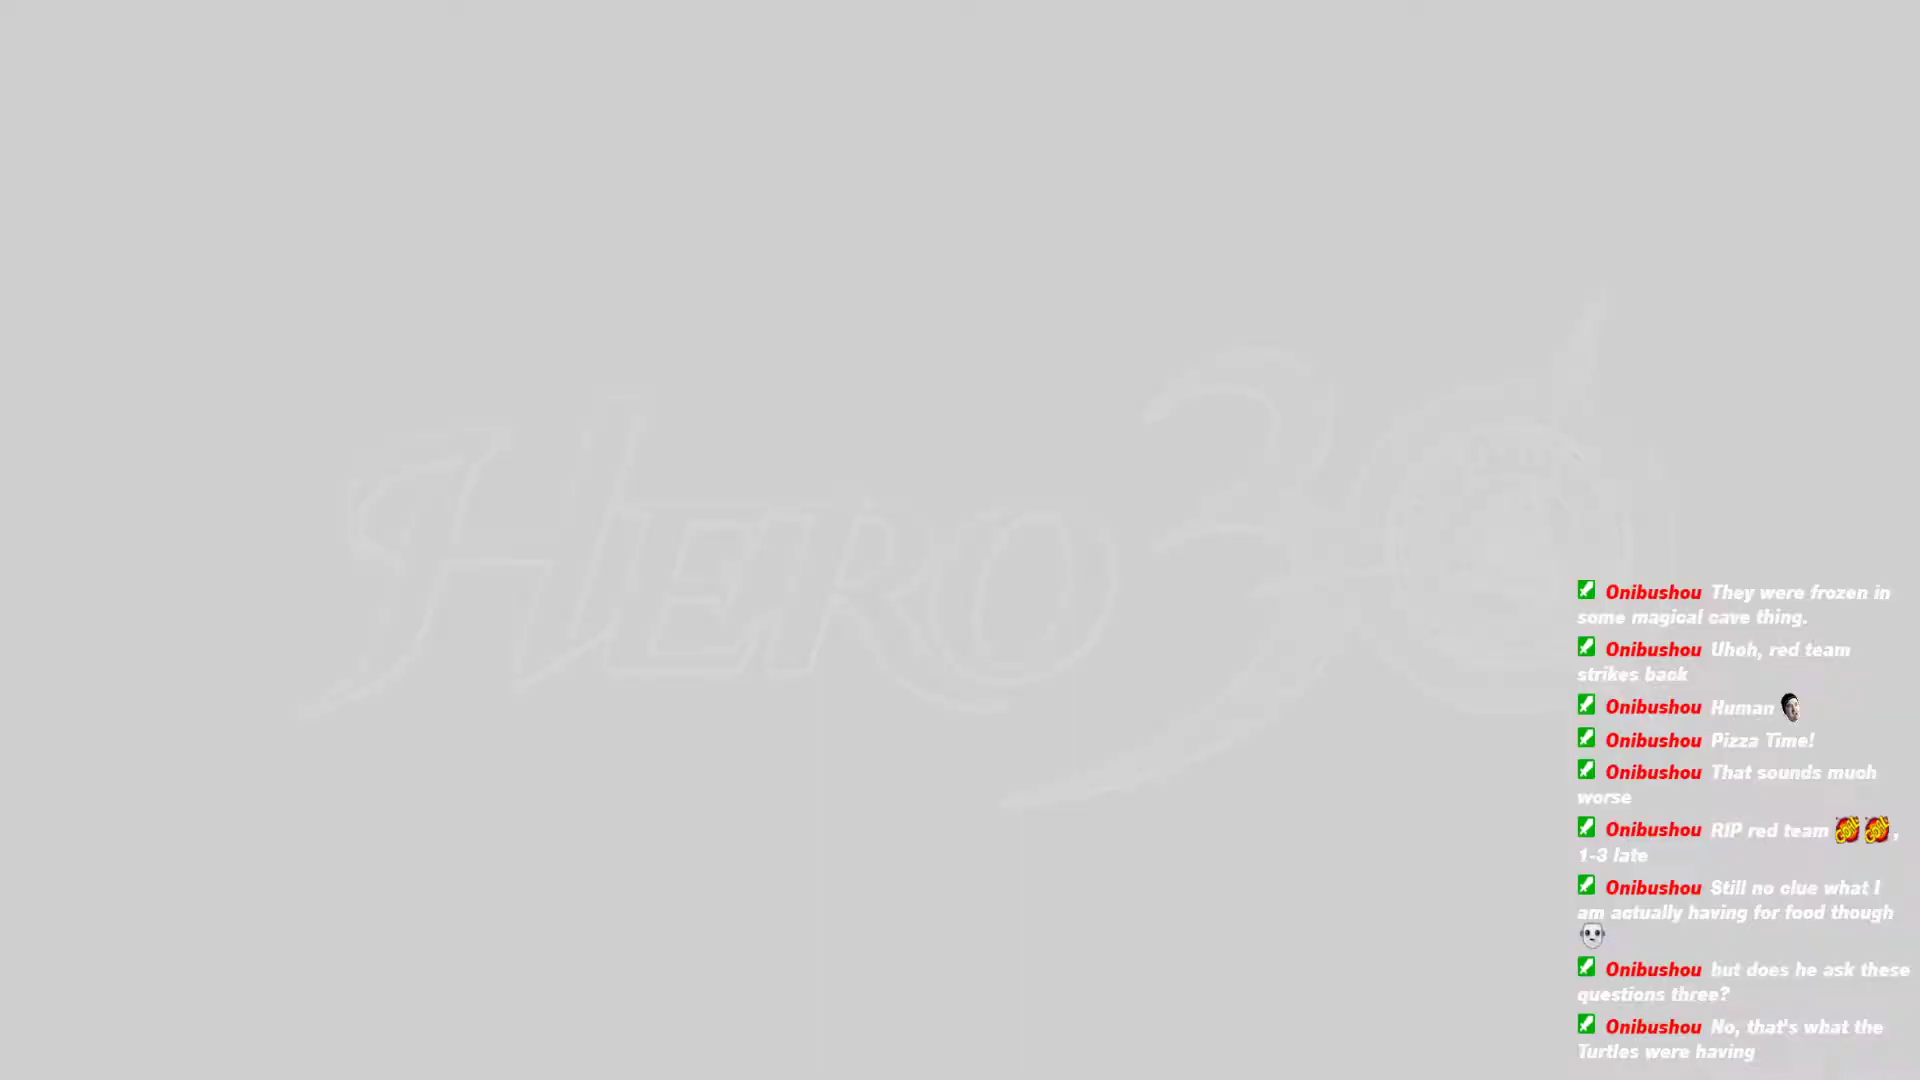 HERO 30
Onibushou They were frozen in
some magical cave thing.
Onibushou Uhoh, red team
strikes back
Onibushou Human
Onibushou Pizza Time!
Onibushou That sounds much
worse
Onibushou RIP red team GOAL GOAL ,
1-3 late
Onibushou Still no clue what I
am actually having for food though
Onibushou but does he ask these
questions three?
Onibushou No, that's what the
Turtles were having